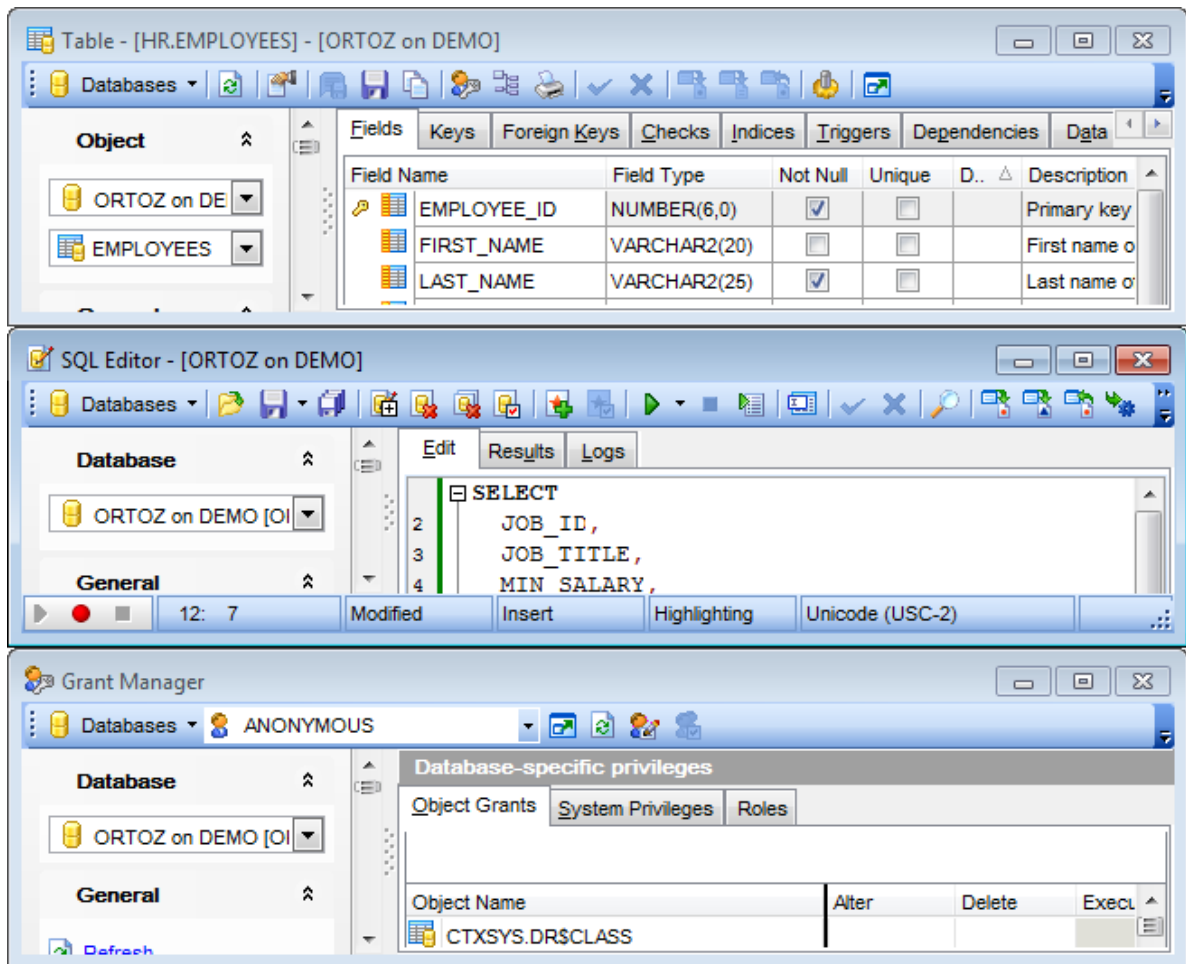 Table - [HR.EMPLOYEES] - [ORTOZ on DEMO]
Databases
Object
ORTOZ on DE
EMPLOYEES
Fields Keys Foreign Keys Checks Indices Triggers Dependencies Data
Field Name Field Type Not Null Unique D.. Description
EMPLOYEE_ID NUMBER(6,0) Primary key
FIRST_NAME VARCHAR2(20) First name o
LAST_NAME VARCHAR2(25) Last name o
SQL Editor - [ORTOZ on DEMO]
Databases
Database
ORTOZ on DEMO [OI
General
Edit Results Logs
SELECT
2 JOB_ID,
3 JOB_TITLE,
4 MIN_SALARY,
12: 7 Modified Insert Highlighting Unicode (USC-2)
Grant Manager
Databases ANONYMOUS
Database
ORTOZ on DEMO [OI
General
Refresh
Database-specific privileges
Object Grants System Privileges Roles
Object Name Alter Delete Execu
CTXSYS.DR$CLASS